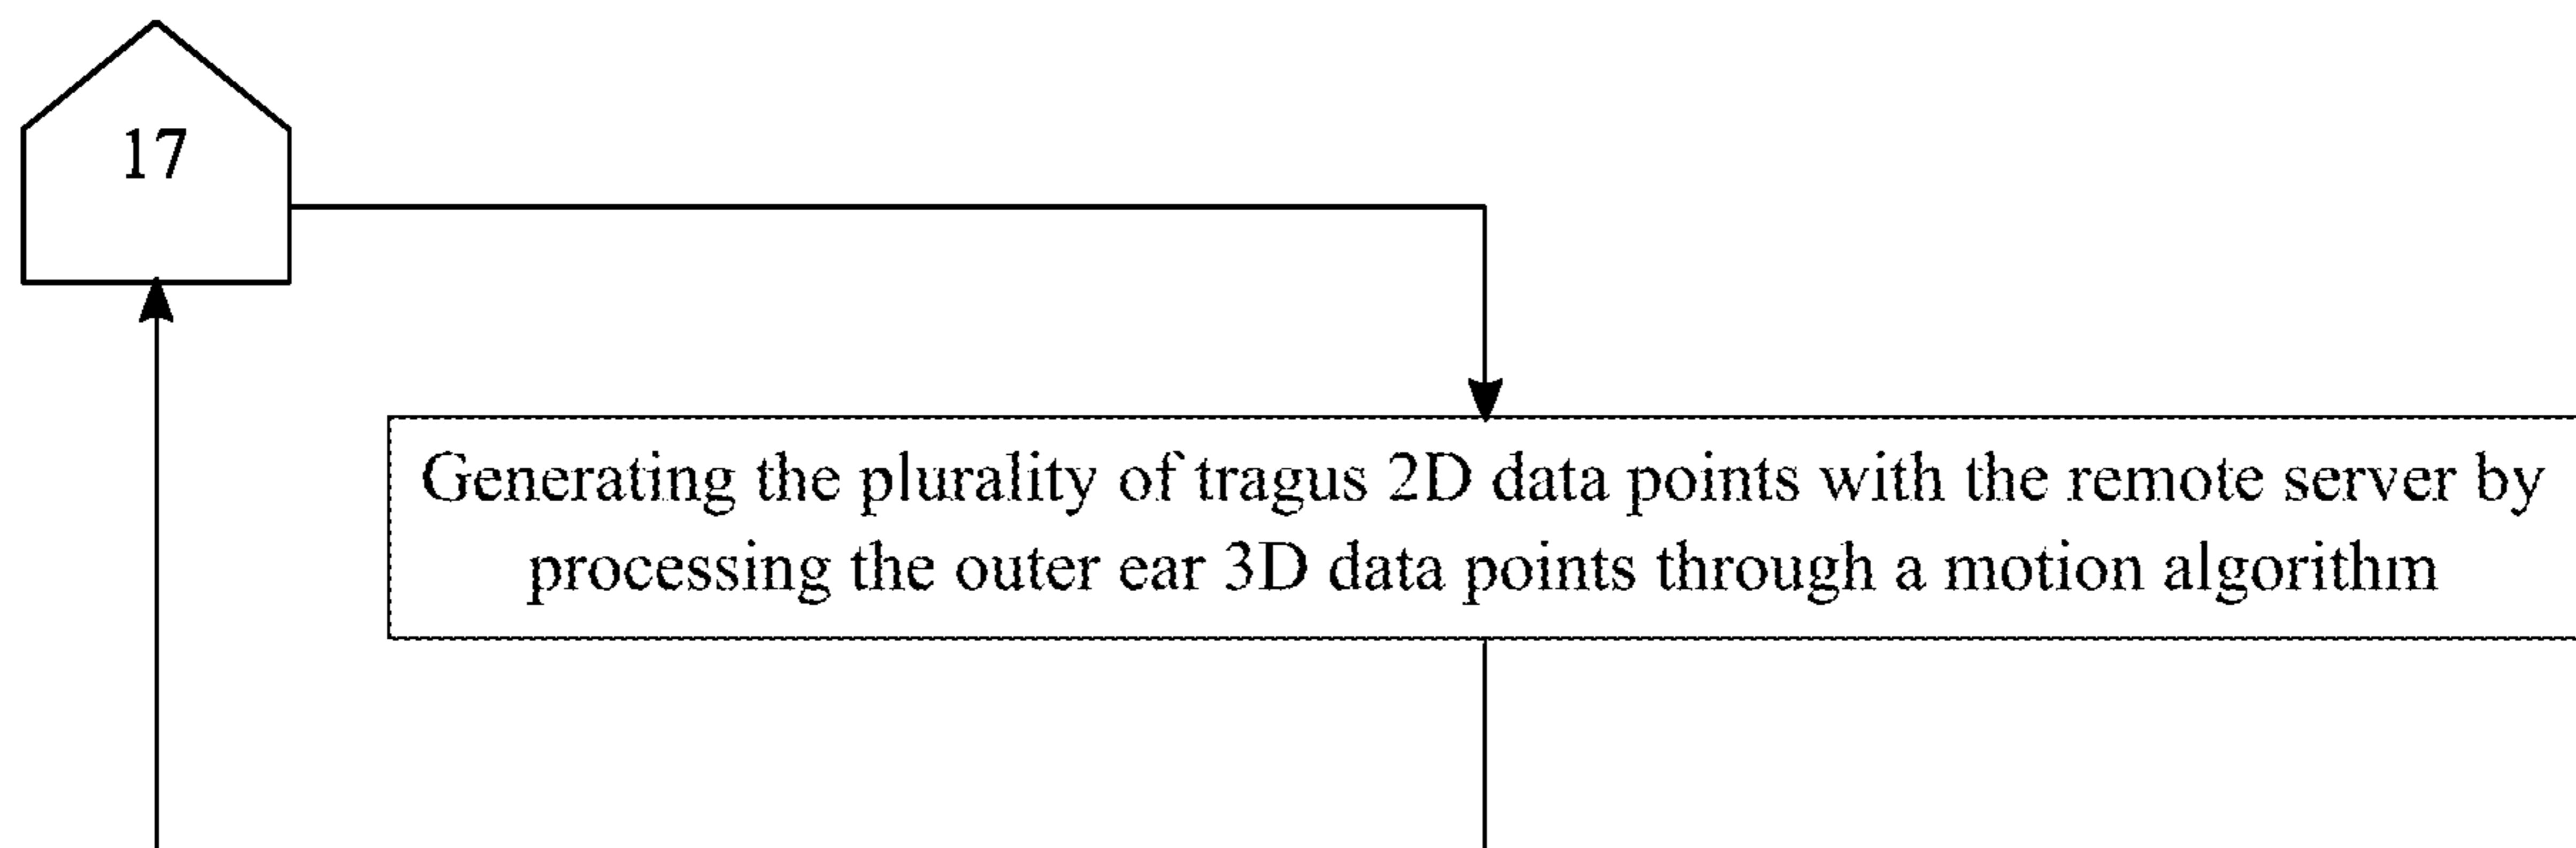 17
Generating the plurality of tragus 2D data points with the remote server by
processing the outer ear 3D data points through a motion algorithm